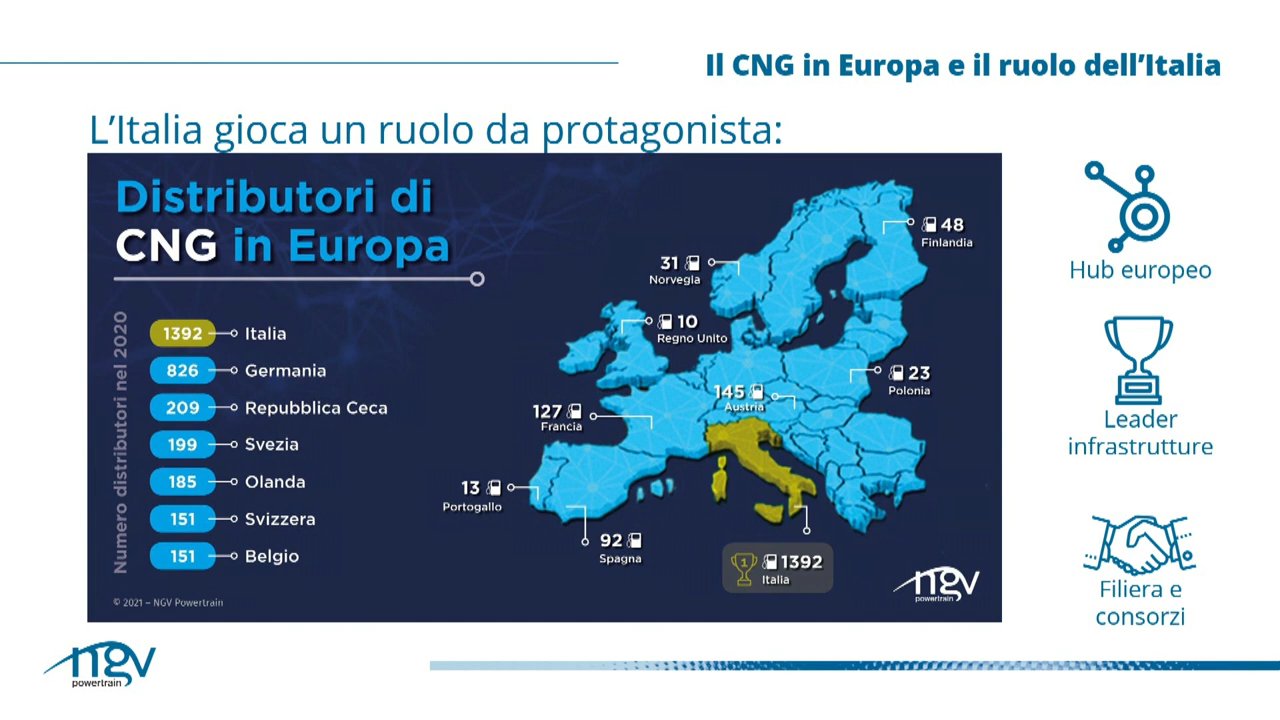 Il CNG in Europa e il ruolo dell'Italia
L'Italia gioca un ruolo da protagonista:
Distributori di
CNG in Europa
Numero distributori nel 2020
1392 Italia
826 Germania
209 Repubblica Ceca
199 Svezia
185 Olanda
151 Svizzera
151 Belgio
© 2021 – NGV Powertrain
48
Finlandia
31
Norvegia
10
Regno Unito
23
Polonia
145
Austria
127
Francia
13
Portogallo
92
Spagna
1
1392
Italia
ngv
powertrain
Hub europeo
Leader
infrastrutture
Filiera e
consorzi
ngv
powertrain